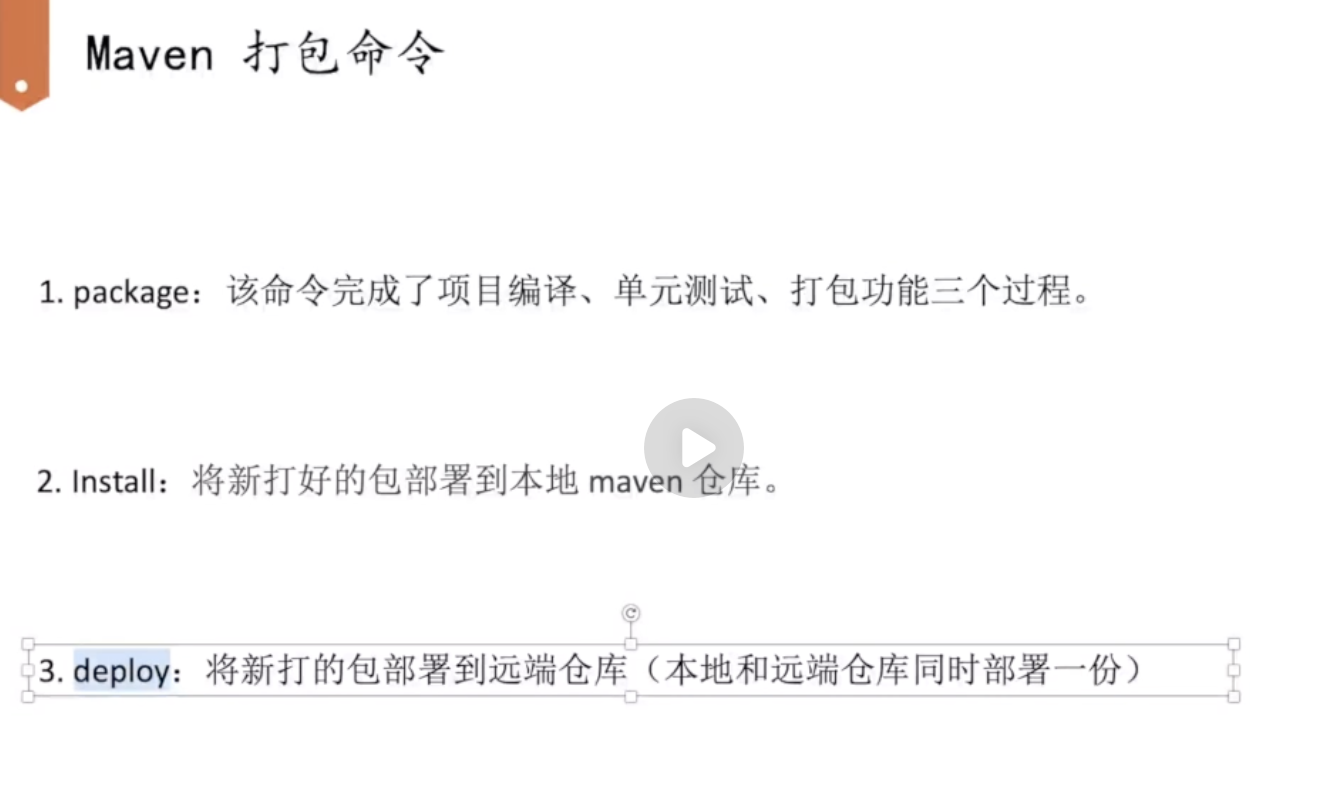 Maven 打包命令
1. package：该命令完成了项目编译、单元测试、打包功能三个过程。
2. Install：将新打好的包部署到本地 maven 仓库。
3. deploy：将新打的包部署到远端仓库（本地和远端仓库同时部署一份）